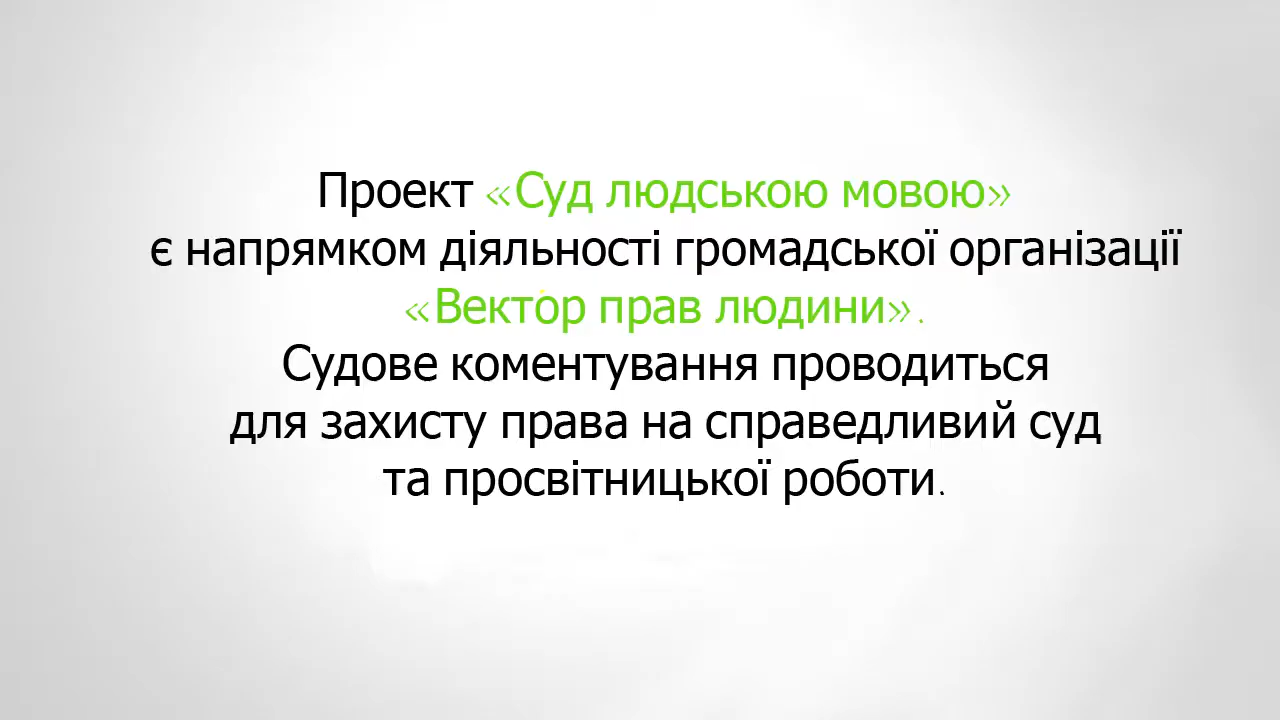 Проект «Суд людською мовою»
є напрямком діяльності громадської організації
«Вектор прав людини».
Судове коментування проводиться
для захисту права на справедливий суд
та просвітницької роботи.